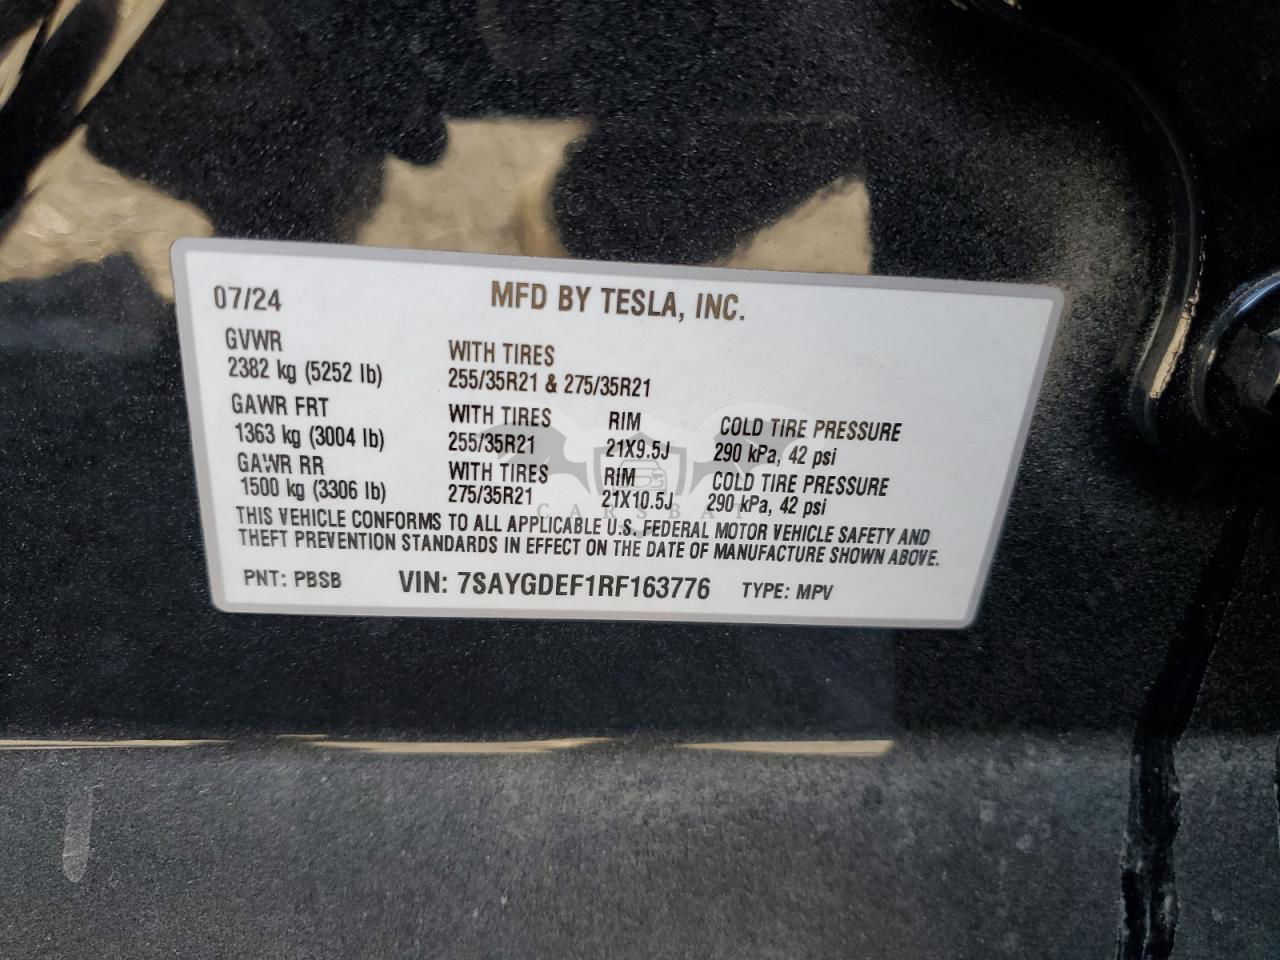 07/24 MFD BY TESLA, INC.
GVWR
2382 kg (5252 lb)
WITH TIRES
255/35R21 & 275/35R21
GAWR FRT
1363 kg (3004 lb)
WITH TIRES
255/35R21
RIM
21X9.5J
COLD TIRE PRESSURE
290 kPa, 42 psi
GAWR RR
1500 kg (3306 lb)
WITH TIRES
275/35R21
RIM
21X10.5J
COLD TIRE PRESSURE
290 kPa, 42 psi
CARSBAT
THIS VEHICLE CONFORMS TO ALL APPLICABLE U.S. FEDERAL MOTOR VEHICLE SAFETY AND
THEFT PREVENTION STANDARDS IN EFFECT ON THE DATE OF MANUFACTURE SHOWN ABOVE.
PNT: PBSB VIN: 7SAYGDEF1RF163776 TYPE: MPV